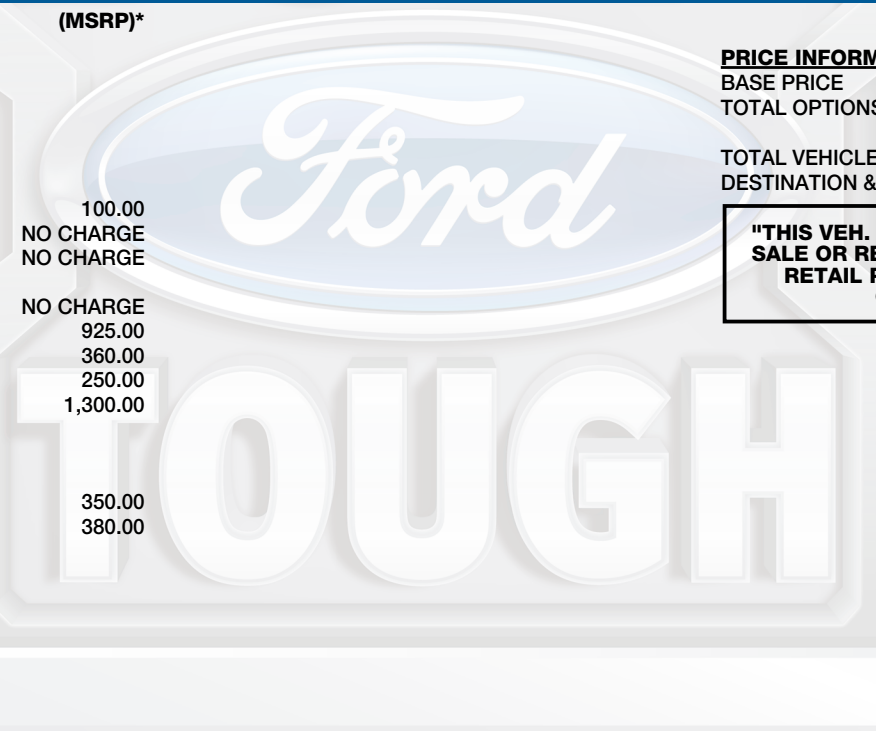 (MSRP)*
100.00
NO CHARGE
NO CHARGE
NO CHARGE
925.00
360.00
250.00
1,300.00
350.00
380.00
PRICE INFORM
BASE PRICE
TOTAL OPTIONS
TOTAL VEHICLE
DESTINATION &
"THIS VEH.
SALE OR RE
RETAIL
Ford
TOUGH